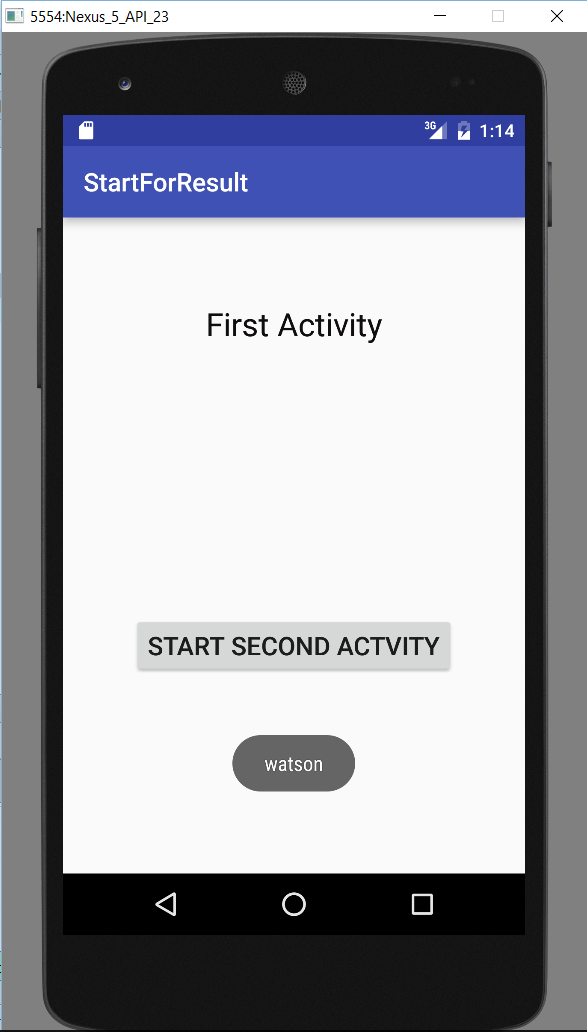 5554:Nexus_5_API_23
3G 1:14
StartForResult
First Activity
START SECOND ACTVITY
watson